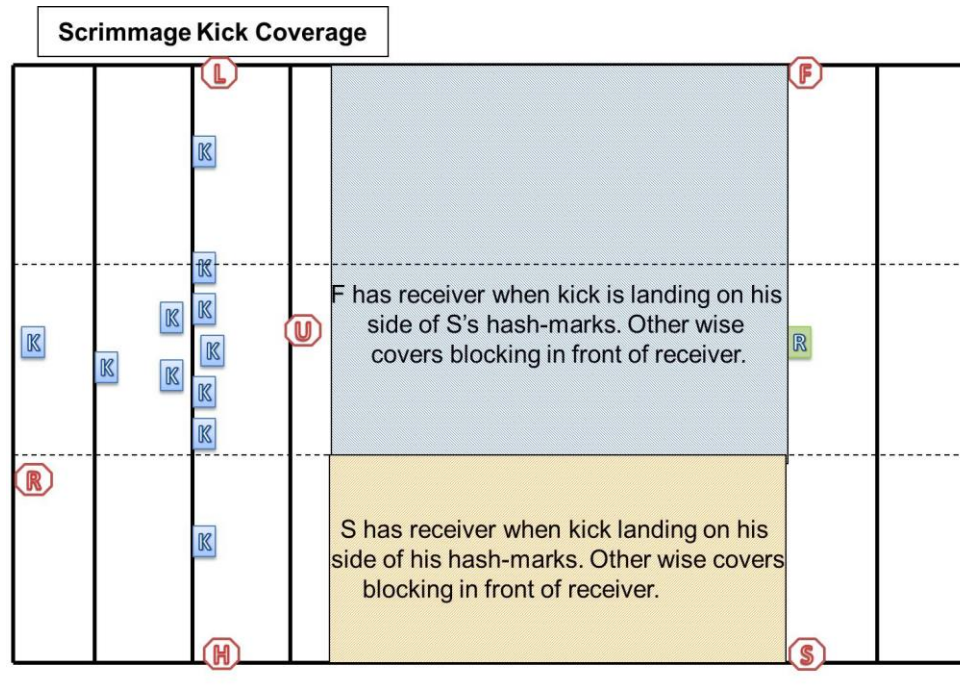 Scrimmage Kick Coverage
L
F
K
K
F has receiver when kick is landing on his
side of S's hash-marks. Other wise
covers blocking in front of receiver.
K
K
U
K
K
R
K
K
K
K
R
S has receiver when kick landing on his
side of his hash-marks. Other wise covers
blocking in front of receiver.
K
H
S